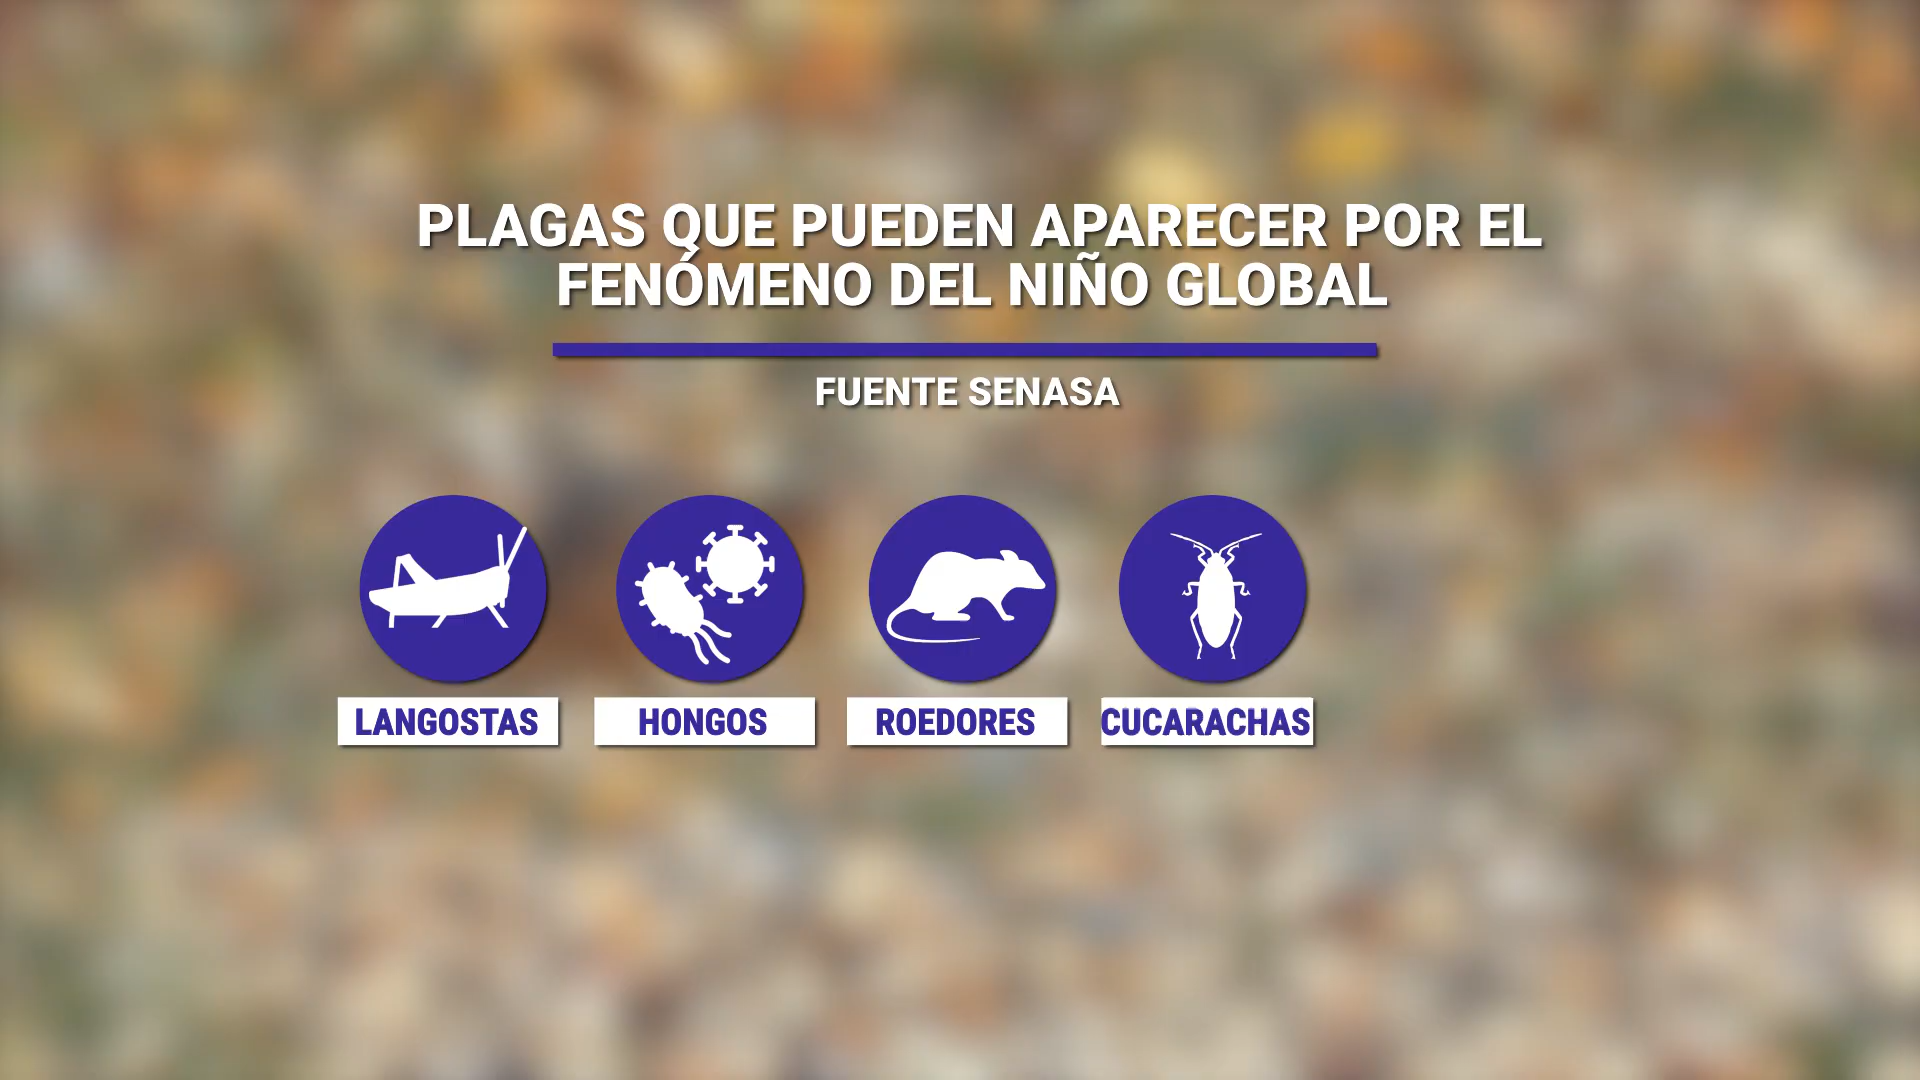 PLAGAS QUE PUEDEN APARECER POR EL
FENÓMENO DEL NIÑO GLOBAL
FUENTE SENASA
LANGOSTAS
HONGOS
ROEDORES
CUCARACHAS